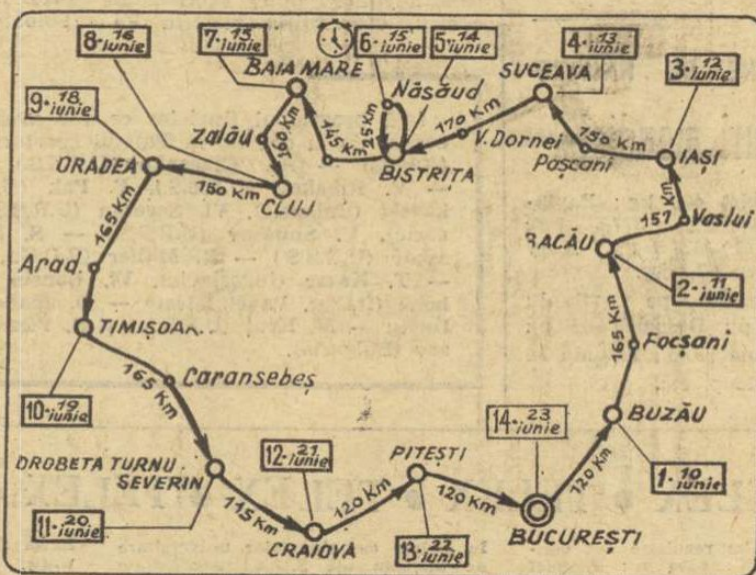 8·16 iunie
7·15 iunie
6·15 iunie
5·14 iunie
4·13 iunie
3·12 iunie
BAIA MARE
Năsăud
SUCEAVA
9·18 iunie
Zalău
160 Km
145 Km
25 Km
170 Km
V. Dornei
150 Km
Pașcani
IAȘI
ORADEA
150 Km
CLUJ
BISTRIȚA
157 KM
Vaslui
165 Km
BACĂU
Arad
2·11 iunie
TIMIȘOAR
165 Km
Focșani
165 Km
Caransebeș
10·19 iunie
14·23 iunie
BUZĂU
DROBETA TURNU SEVERIN
12·21 iunie
PITEȘTI
120 Km
1·10 iunie
115 Km
120 Km
120 Km
11·20 iunie
CRAIOVA
13·22 iunie
BUCUREȘTI